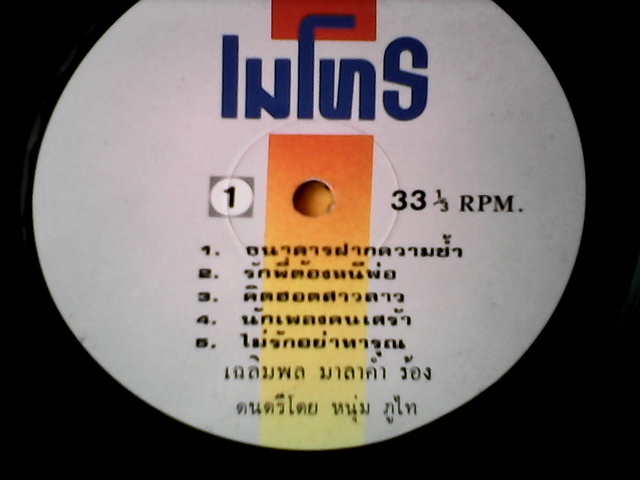 เมโทร
1
33 ⅓ RPM.
1. ธนาคารฝากความช้ำ
2. รักพี่ต้องหนีพ่อ
3. คิดฮอดสาวลาว
4. นักเพลงคนเศร้า
5. ไม่รักอย่าหารุณ
เฉลิมพล มาลาคำ ร้อง
ดนตรีโดย หนุ่ม ภูไท